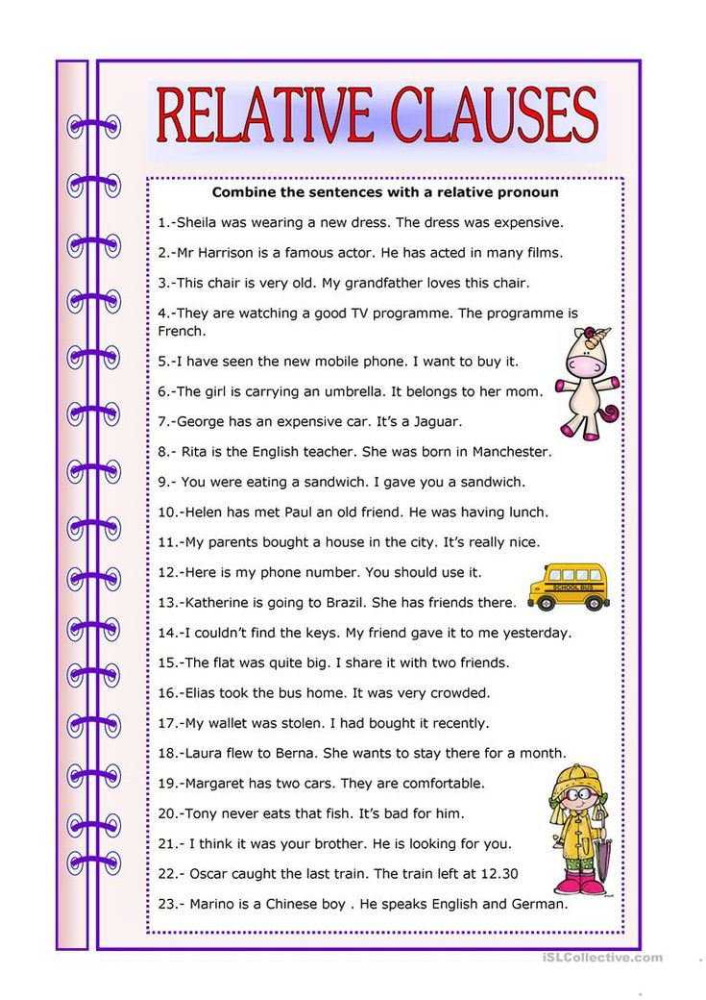 RELATIVE CLAUSES
Combine the sentences with a relative pronoun
1.-Sheila was wearing a new dress. The dress was expensive.
2.-Mr Harrison is a famous actor. He has acted in many films.
3.-This chair is very old. My grandfather loves this chair.
4.-They are watching a good TV programme. The programme is
French.
5.-I have seen the new mobile phone. I want to buy it.
6.-The girl is carrying an umbrella. It belongs to her mom.
7.-George has an expensive car. It's a Jaguar.
8.- Rita is the English teacher. She was born in Manchester.
9.- You were eating a sandwich. I gave you a sandwich.
10.-Helen has met Paul an old friend. He was having lunch.
11.-My parents bought a house in the city. It's really nice.
12.-Here is my phone number. You should use it.
SCHOOL BUS
13.-Katherine is going to Brazil. She has friends there.
14.-I couldn't find the keys. My friend gave it to me yesterday.
15.-The flat was quite big. I share it with two friends.
16.-Elias took the bus home. It was very crowded.
17.-My wallet was stolen. I had bought it recently.
18.-Laura flew to Berna. She wants to stay there for a month.
19.-Margaret has two cars. They are comfortable.
20.-Tony never eats that fish. It's bad for him.
21.- I think it was your brother. He is looking for you.
22.- Oscar caught the last train. The train left at 12.30
23.- Marino is a Chinese boy . He speaks English and German.
iSLCollective.com